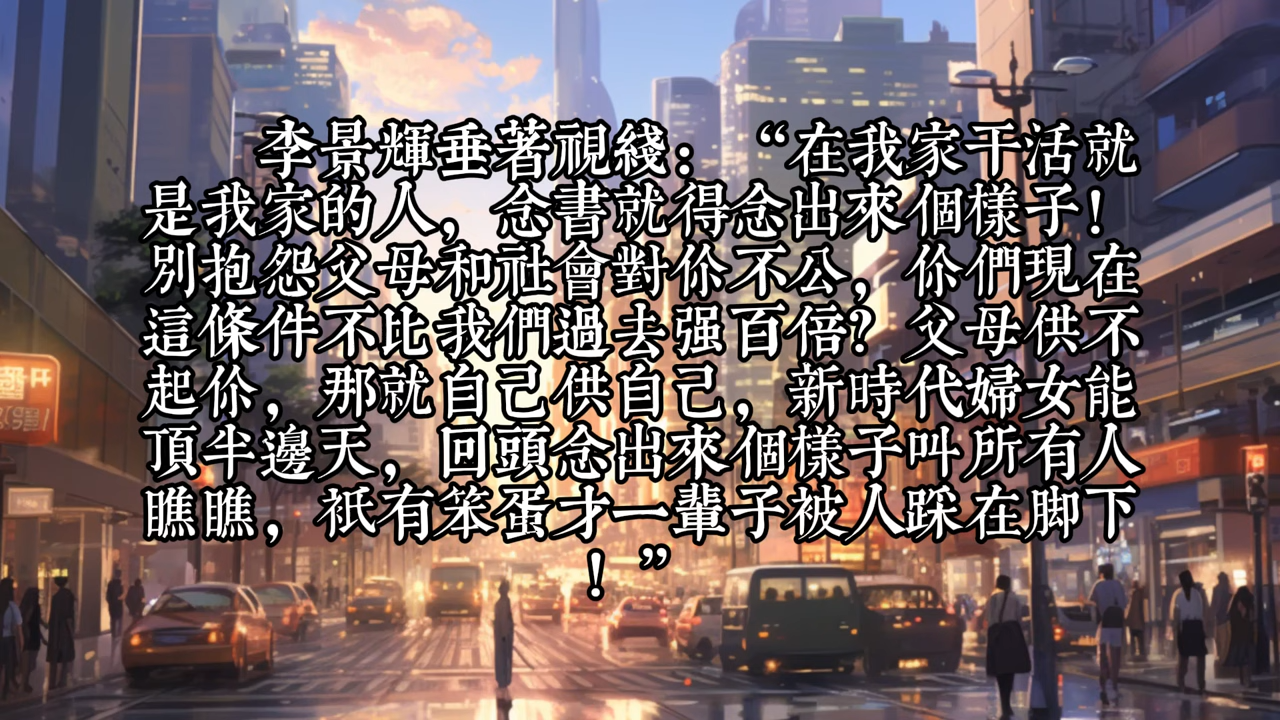 李景輝垂著視綫：“在我家干活就
是我家的人，念書就得念出來個樣子！
別抱怨父母和社會對你不公，你們現在
這條件不比我們過去强百倍？父母供不
起你，那就自己供自己，新時代婦女能
頂半邊天，回頭念出來個樣子叫所有人
瞧瞧，衹有笨蛋才一輩子被人踩在脚下
！”